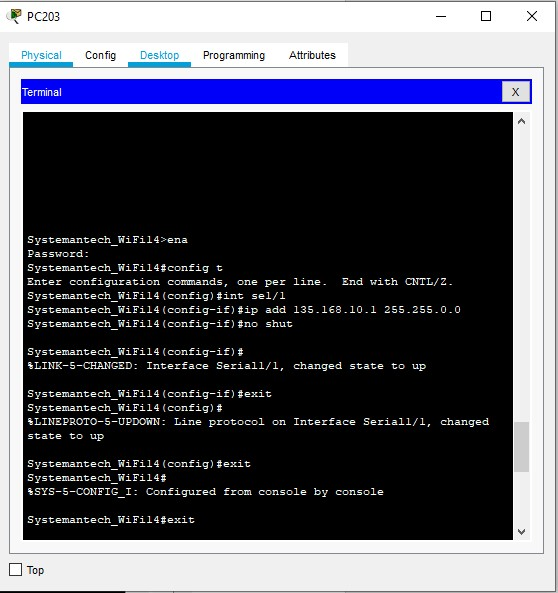 PC203
Physical Config Desktop Programming Attributes
Terminal X
Systemantech_WiFi14>ena
Password:
Systemantech_WiFi14#config t
Enter configuration commands, one per line.  End with CNTL/Z.
Systemantech_WiFi14(config)#int se1/1
Systemantech_WiFi14(config-if)#ip add 135.168.10.1 255.255.0.0
Systemantech_WiFi14(config-if)#no shut
Systemantech_WiFi14(config-if)#
%LINK-5-CHANGED: Interface Serial1/1, changed state to up
Systemantech_WiFi14(config-if)#exit
Systemantech_WiFi14(config)#
%LINEPROTO-5-UPDOWN: Line protocol on Interface Serial1/1, changed
state to up
Systemantech_WiFi14(config)#exit
Systemantech_WiFi14#
%SYS-5-CONFIG_I: Configured from console by console
Systemantech_WiFi14#exit
Top